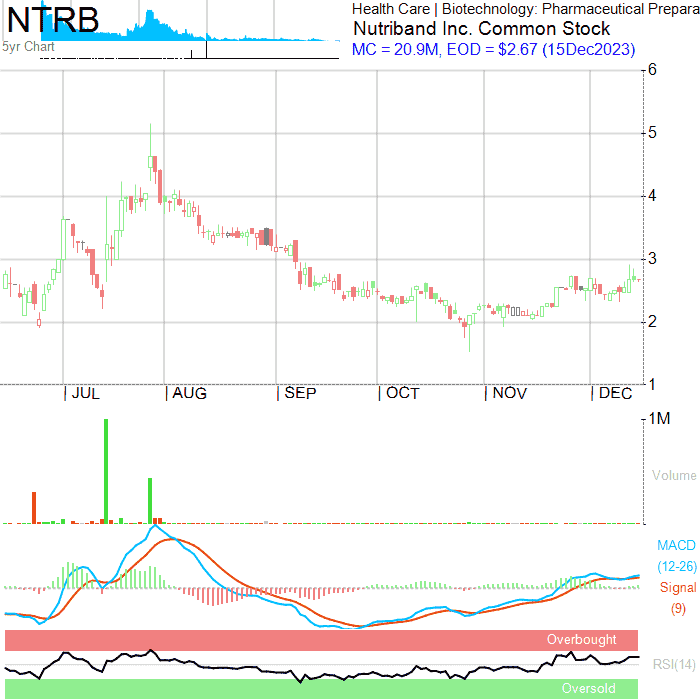 NTRB
5yr Chart
Health Care | Biotechnology: Pharmaceutical Prepara
Nutriband Inc. Common Stock
MC = 20.9M, EOD = $2.67 (15Dec2023)
6
5
4
3
2
1
JUL AUG SEP OCT NOV DEC
1M
Volume
MACD
(12-26)
Signal
(9)
Overbought
RSI(14)
Oversold